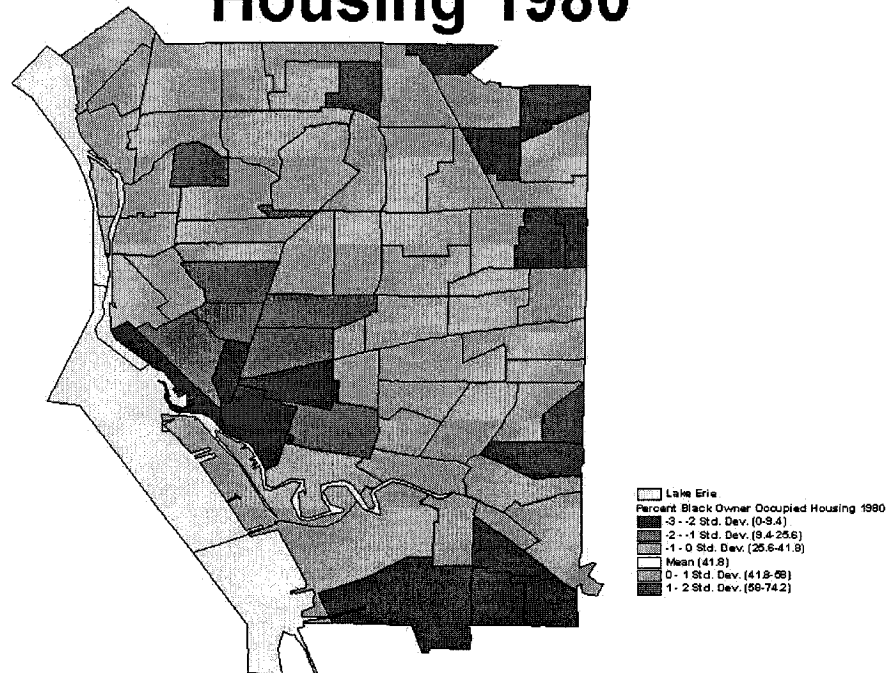 Housing 1980
Lake Erie
Percent Black Owner Occupied Housing 1980
-3 - -2 Std. Dev. (0-9.4)
-2 - -1 Std. Dev. (9.4-25.6)
-1 - 0 Std. Dev. (25.6-41.8)
Mean (41.8)
0 - 1 Std. Dev. (41.8-58)
1 - 2 Std. Dev. (58-74.2)